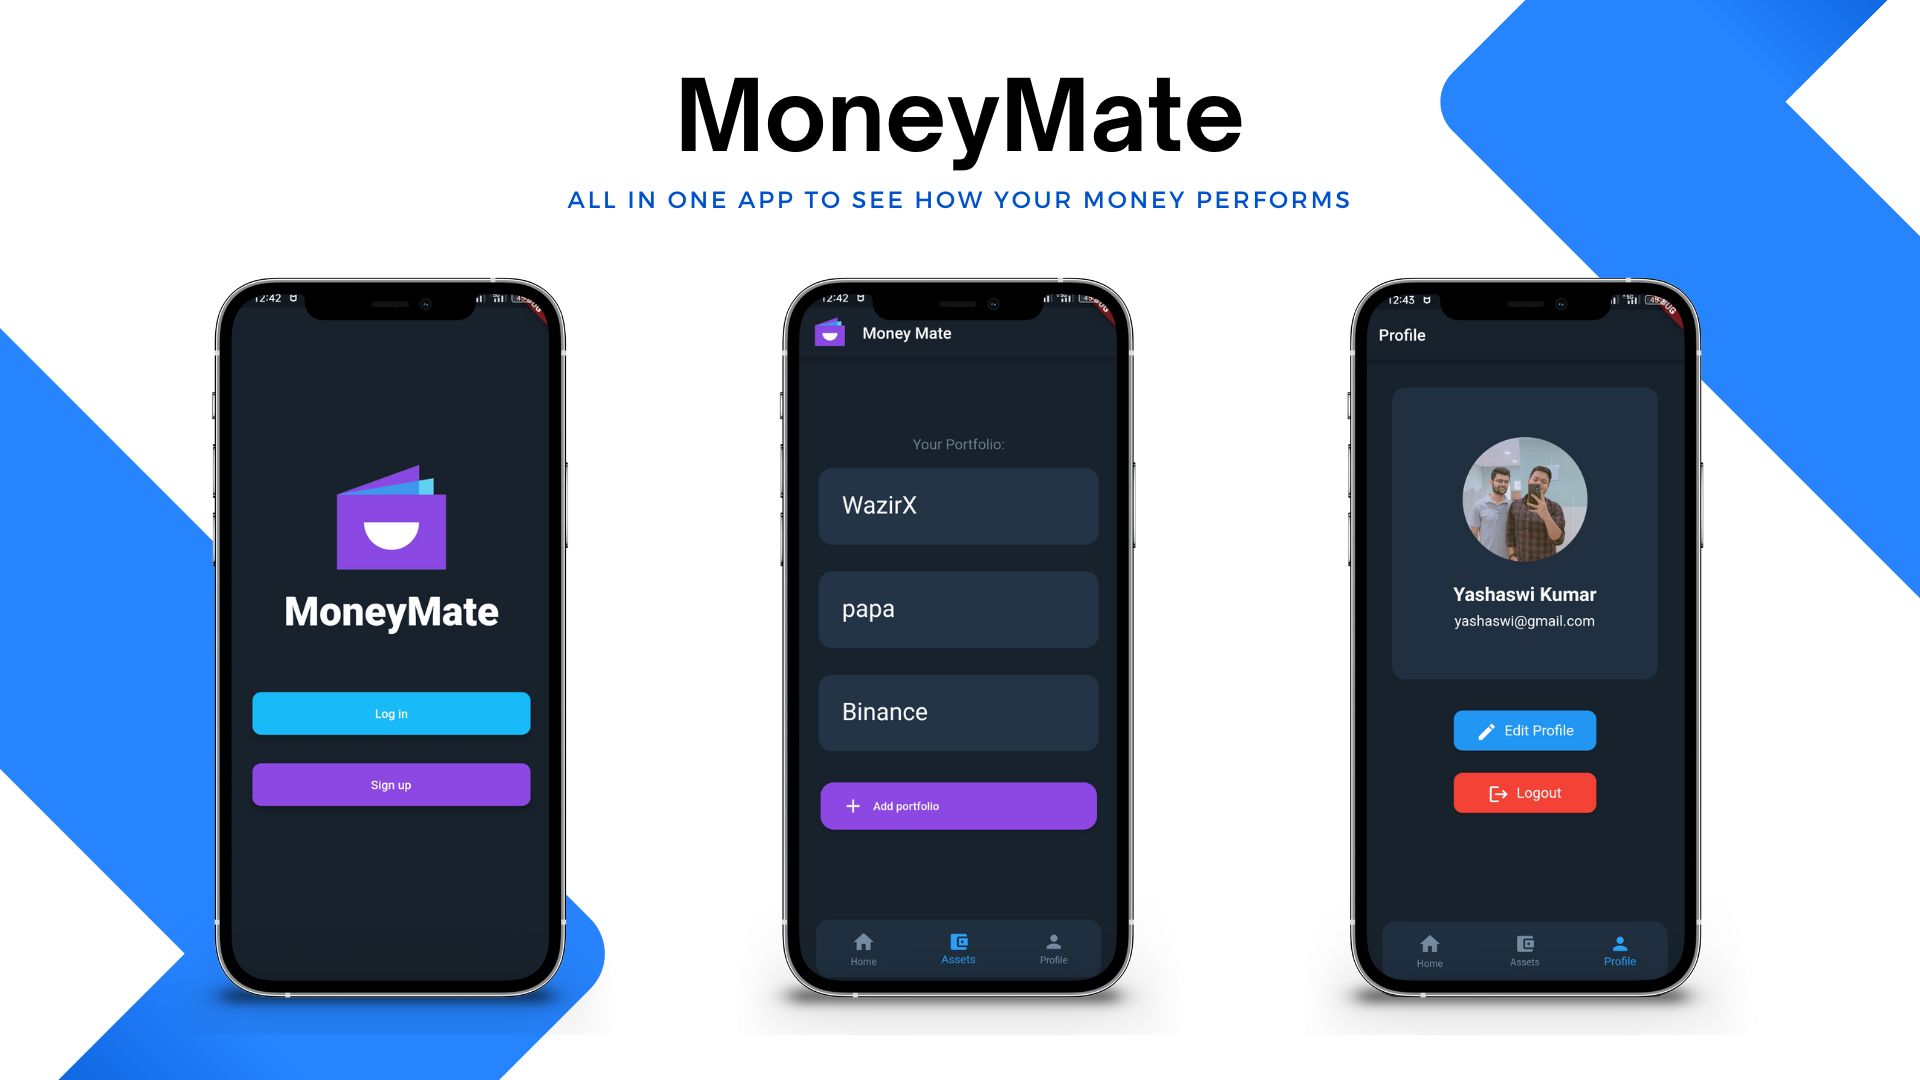 MoneyMate
ALL IN ONE APP TO SEE HOW YOUR MONEY PERFORMS
12:42
MoneyMate
Log in
Sign up
12:42
Money Mate
Your Portfolio:
WazirX
papa
Binance
Add portfolio
Home
Assets
Profile
12:43
Profile
Yashaswi Kumar
yashaswi@gmail.com
Edit Profile
Logout
Home
Assets
Profile